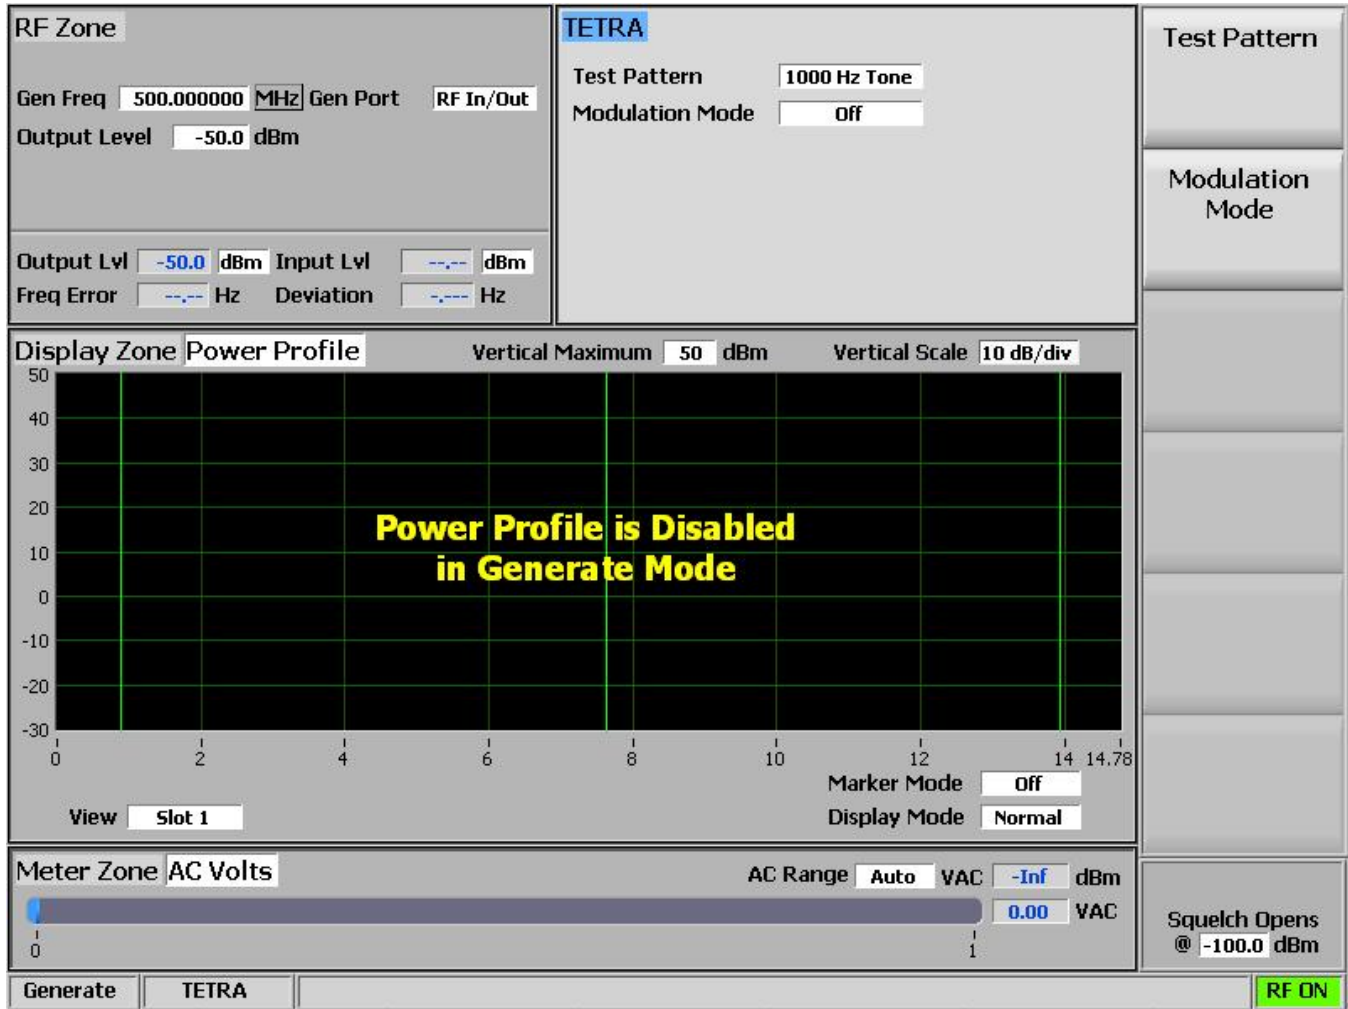 RF Zone
Gen Freq 500.000000 MHz Gen Port RF In/Out
Output Level -50.0 dBm
Output Lvl -50.0 dBm Input Lvl --.-- dBm
Freq Error --.-- Hz Deviation -.--- Hz
TETRA
Test Pattern 1000 Hz Tone
Modulation Mode Off
Test Pattern
Modulation
Mode
Display Zone Power Profile Vertical Maximum 50 dBm Vertical Scale 10 dB/div
50
40
30
20
10
0
-10
-20
-30
Power Profile is Disabled
in Generate Mode
0 2 4 6 8 10 12 14 14.78
Marker Mode Off
View Slot 1 Display Mode Normal
Meter Zone AC Volts AC Range Auto VAC -Inf dBm
0.00 VAC
0 1
Squelch Opens
@ -100.0 dBm
Generate TETRA RF ON